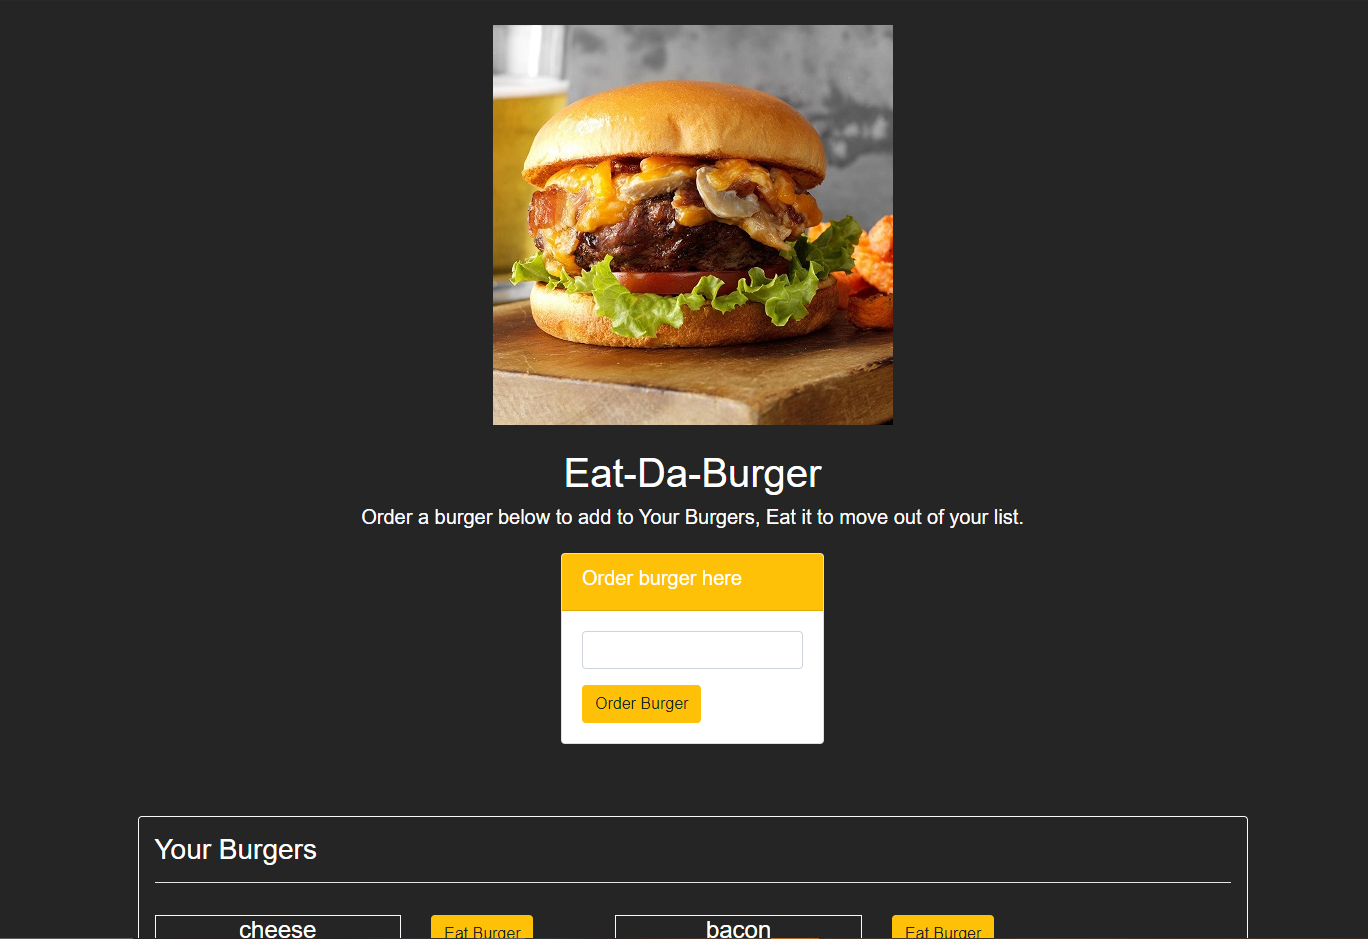 Eat-Da-Burger
Order a burger below to add to Your Burgers, Eat it to move out of your list.
Order burger here
Order Burger
Your Burgers
cheese
Eat Burger
bacon
Eat Burger